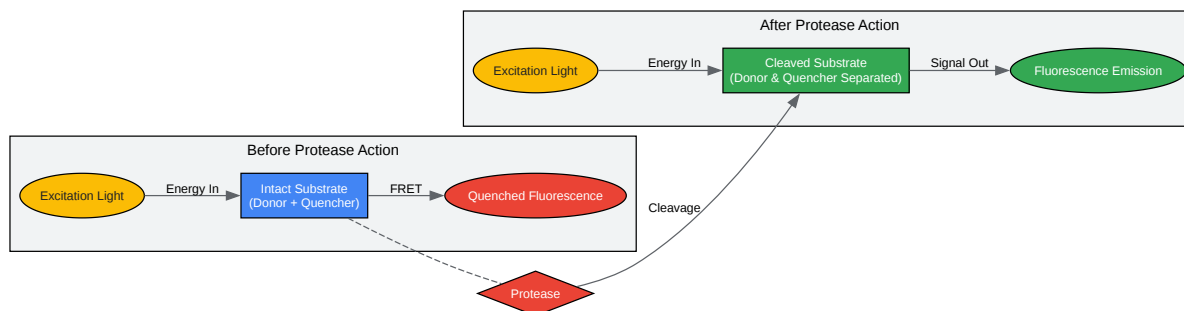 After Protease Action
Excitation Light
Energy In
Cleaved Substrate
(Donor & Quencher Separated)
Signal Out
Fluorescence Emission
Before Protease Action
Excitation Light
Energy In
Intact Substrate
(Donor + Quencher)
FRET
Quenched Fluorescence
Cleavage
Protease